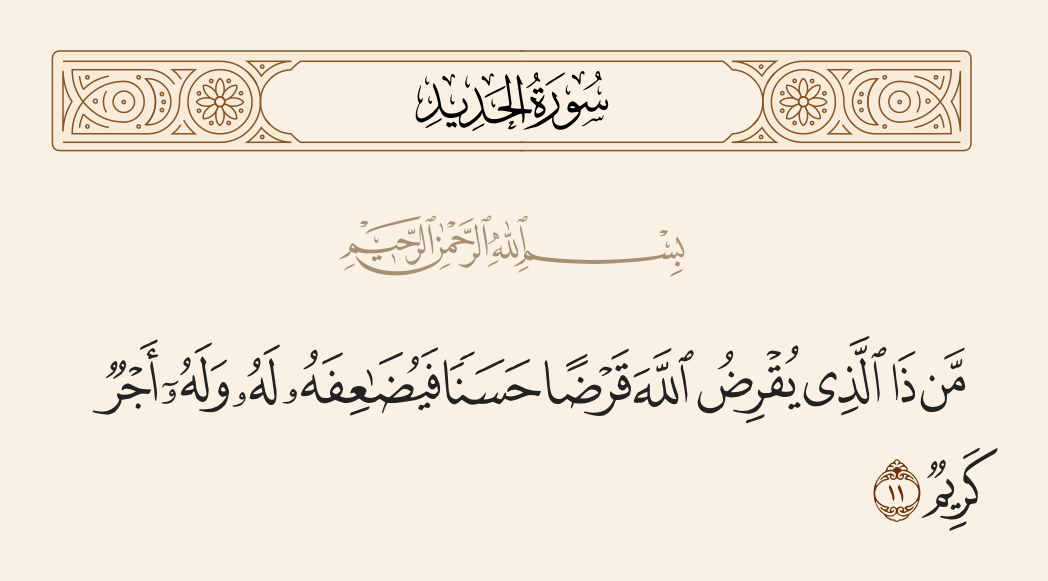 سُورَةُ الحَدِيدِ
بِسْمِ ٱللَّهِ ٱلرَّحْمَٰنِ ٱلرَّحِيمِ
مَّن ذَا ٱلَّذِى يُقْرِضُ ٱللَّهَ قَرْضًا حَسَنًا فَيُضَٰعِفَهُۥ لَهُۥ وَلَهُۥٓ أَجْرٌ
كَرِيمٌ ١١